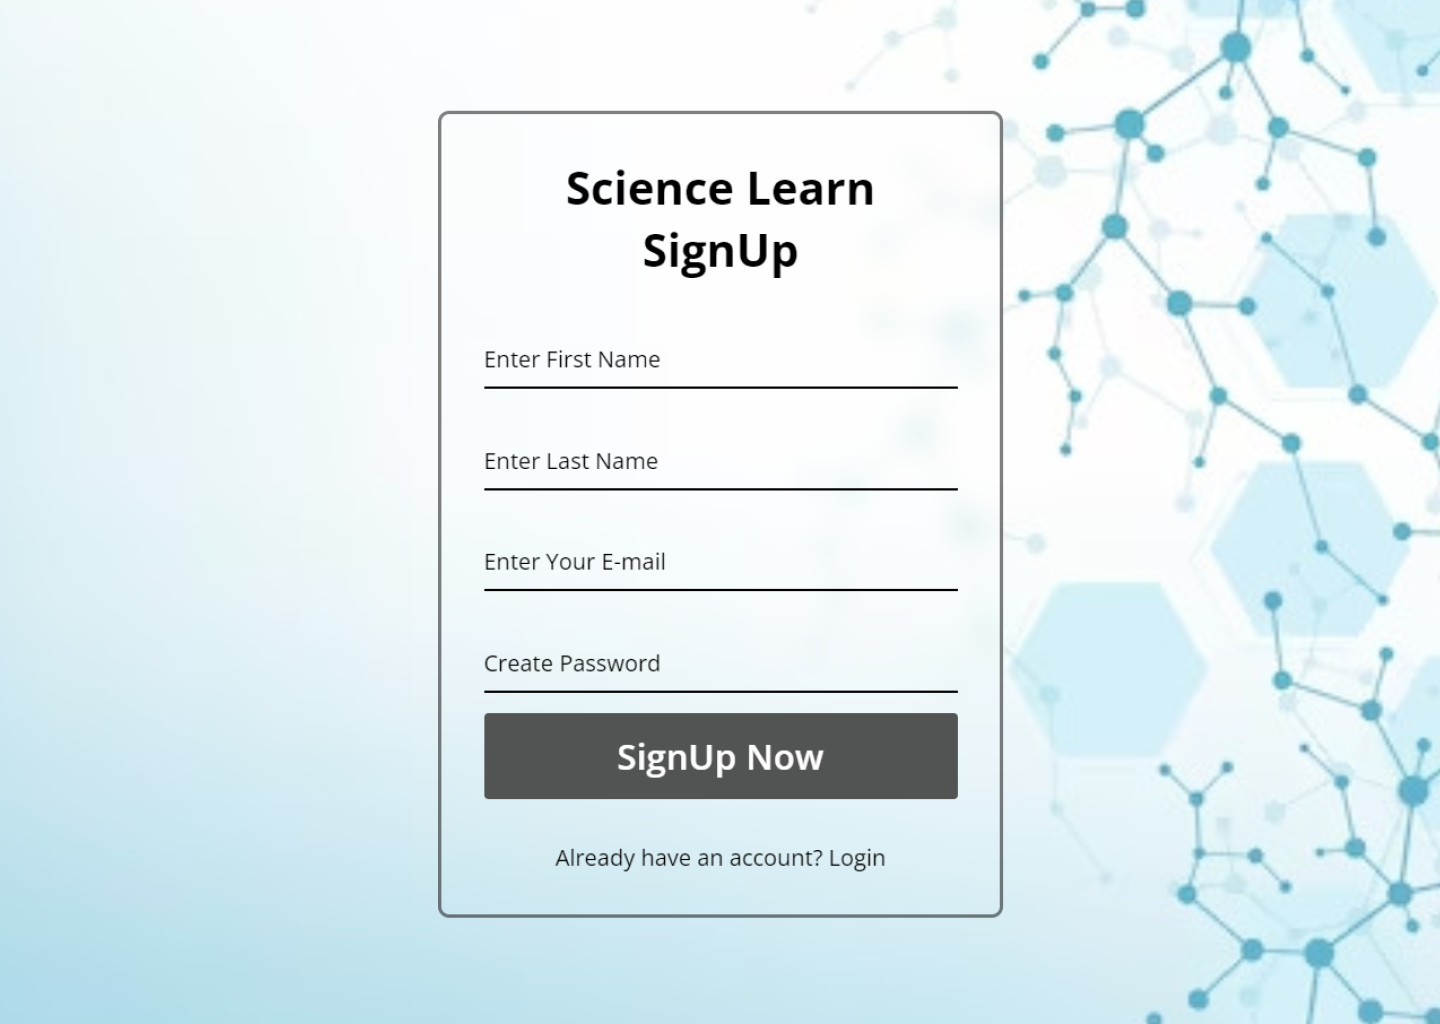 Science Learn
SignUp
Enter First Name
Enter Last Name
Enter Your E-mail
Create Password
SignUp Now
Already have an account? Login